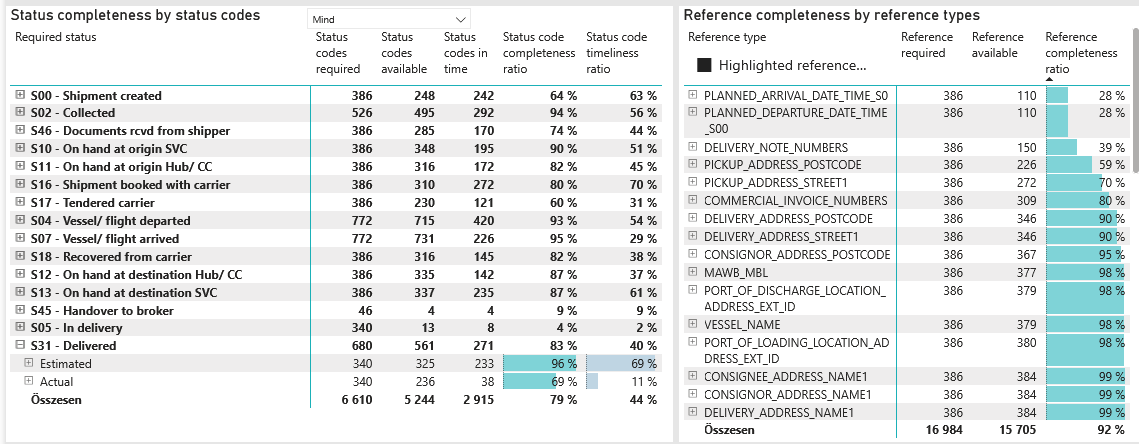 Status completeness by status codes
Mind
Required status Status codes required Status codes available Status codes in time Status code completeness ratio Status code timeliness ratio
S00 - Shipment created 386 248 242 64 % 63 %
S02 - Collected 526 495 292 94 % 56 %
S46 - Documents rcvd from shipper 386 285 170 74 % 44 %
S10 - On hand at origin SVC 386 348 195 90 % 51 %
S11 - On hand at origin Hub/ CC 386 316 172 82 % 45 %
S16 - Shipment booked with carrier 386 310 272 80 % 70 %
S17 - Tendered carrier 386 230 121 60 % 31 %
S04 - Vessel/ flight departed 772 715 420 93 % 54 %
S07 - Vessel/ flight arrived 772 731 226 95 % 29 %
S18 - Recovered from carrier 386 316 145 82 % 38 %
S12 - On hand at destination Hub/ CC 386 335 142 87 % 37 %
S13 - On hand at destination SVC 386 337 235 87 % 61 %
S45 - Handover to broker 46 4 4 9 % 9 %
S05 - In delivery 340 13 8 4 % 2 %
S31 - Delivered 680 561 271 83 % 40 %
Estimated 340 325 233 96 % 69 %
Actual 340 236 38 69 % 11 %
Összesen 6 610 5 244 2 915 79 % 44 %
Reference completeness by reference types
Reference type Reference required Reference available Reference completeness ratio
Highlighted reference...
PLANNED_ARRIVAL_DATE_TIME_S0 386 110 28 %
PLANNED_DEPARTURE_DATE_TIME 386 110 28 %
_S00
DELIVERY_NOTE_NUMBERS 386 150 39 %
PICKUP_ADDRESS_POSTCODE 386 226 59 %
PICKUP_ADDRESS_STREET1 386 272 70 %
COMMERCIAL_INVOICE_NUMBERS 386 309 80 %
DELIVERY_ADDRESS_POSTCODE 386 346 90 %
DELIVERY_ADDRESS_STREET1 386 346 90 %
CONSIGNOR_ADDRESS_POSTCODE 386 367 95 %
MAWB_MBL 386 377 98 %
PORT_OF_DISCHARGE_LOCATION_ 386 379 98 %
ADDRESS_EXT_ID
VESSEL_NAME 386 379 98 %
PORT_OF_LOADING_LOCATION_AD 386 380 98 %
DRESS_EXT_ID
CONSIGNEE_ADDRESS_NAME1 386 384 99 %
CONSIGNOR_ADDRESS_NAME1 386 384 99 %
DELIVERY_ADDRESS_NAME1 386 384 99 %
Összesen 16 984 15 705 92 %